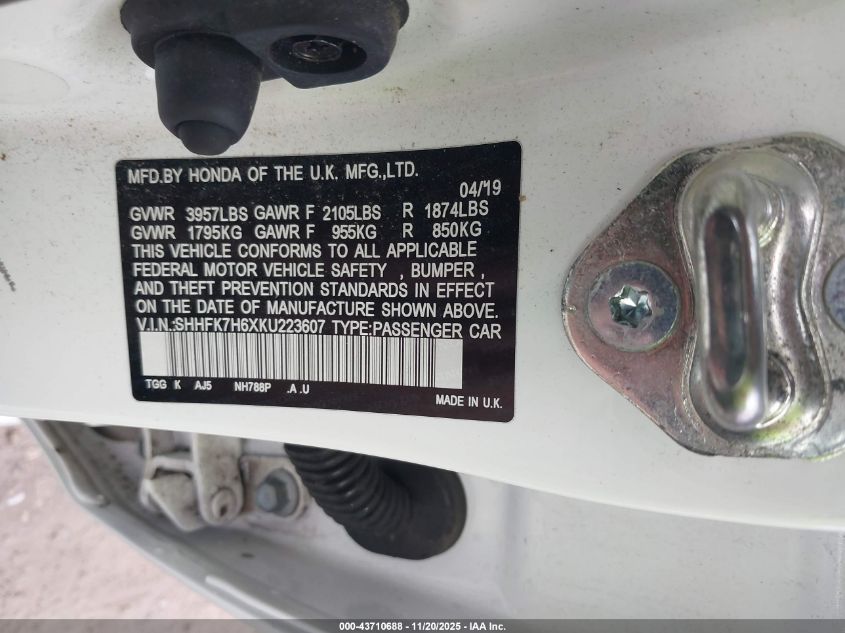 MFD.BY HONDA OF THE U.K. MFG.,LTD.
04/19
GVWR 3957LBS GAWR F 2105LBS R 1874LBS
GVWR 1795KG GAWR F 955KG R 850KG
THIS VEHICLE CONFORMS TO ALL APPLICABLE
FEDERAL MOTOR VEHICLE SAFETY , BUMPER ,
AND THEFT PREVENTION STANDARDS IN EFFECT
ON THE DATE OF MANUFACTURE SHOWN ABOVE.
V.I.N.:SHHFK7H6XKU223607 TYPE:PASSENGER CAR
TGG K AJ5 NH788P .A .U
MADE IN U.K.
000-43710688 - 11/20/2025 - IAA Inc.